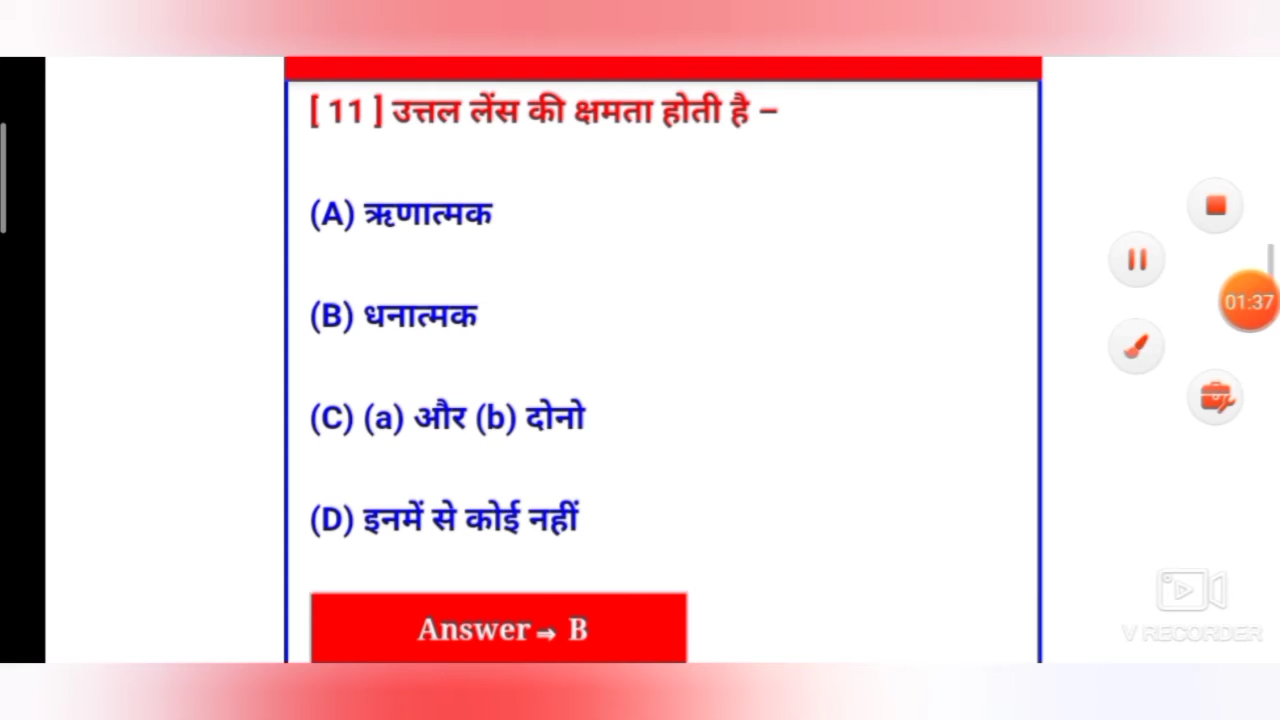 [ 11 ] उत्तल लेंस की क्षमता होती है –
(A) ऋणात्मक
(B) धनात्मक
01:37
(C) (a) और (b) दोनो
(D) इनमें से कोई नहीं
Answer ⇒ B
V RECORDER